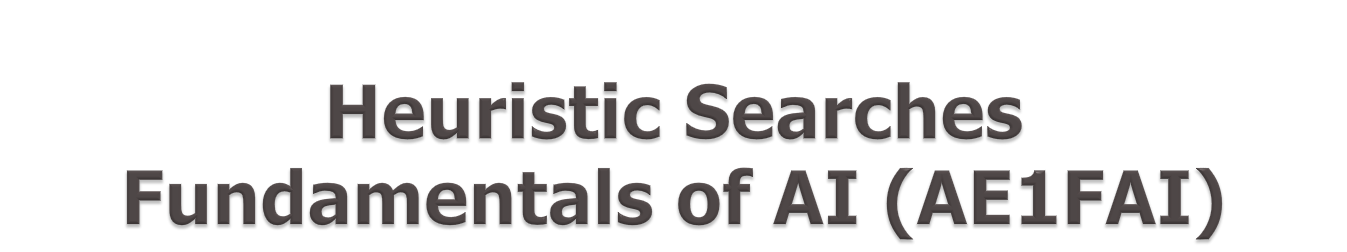 Heuristic Searches
Fundamentals of AI (AE1FAI)